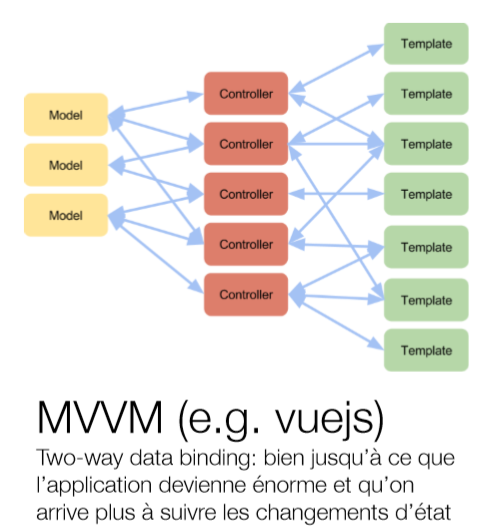 Template
Controller
Template
Model
Controller
Template
Model
Controller
Template
Model
Controller
Template
Controller
Template
Template
MVVM (e.g. vuejs)
Two-way data binding: bien jusqu'à ce que
l'application devienne énorme et qu'on
arrive plus à suivre les changements d'état